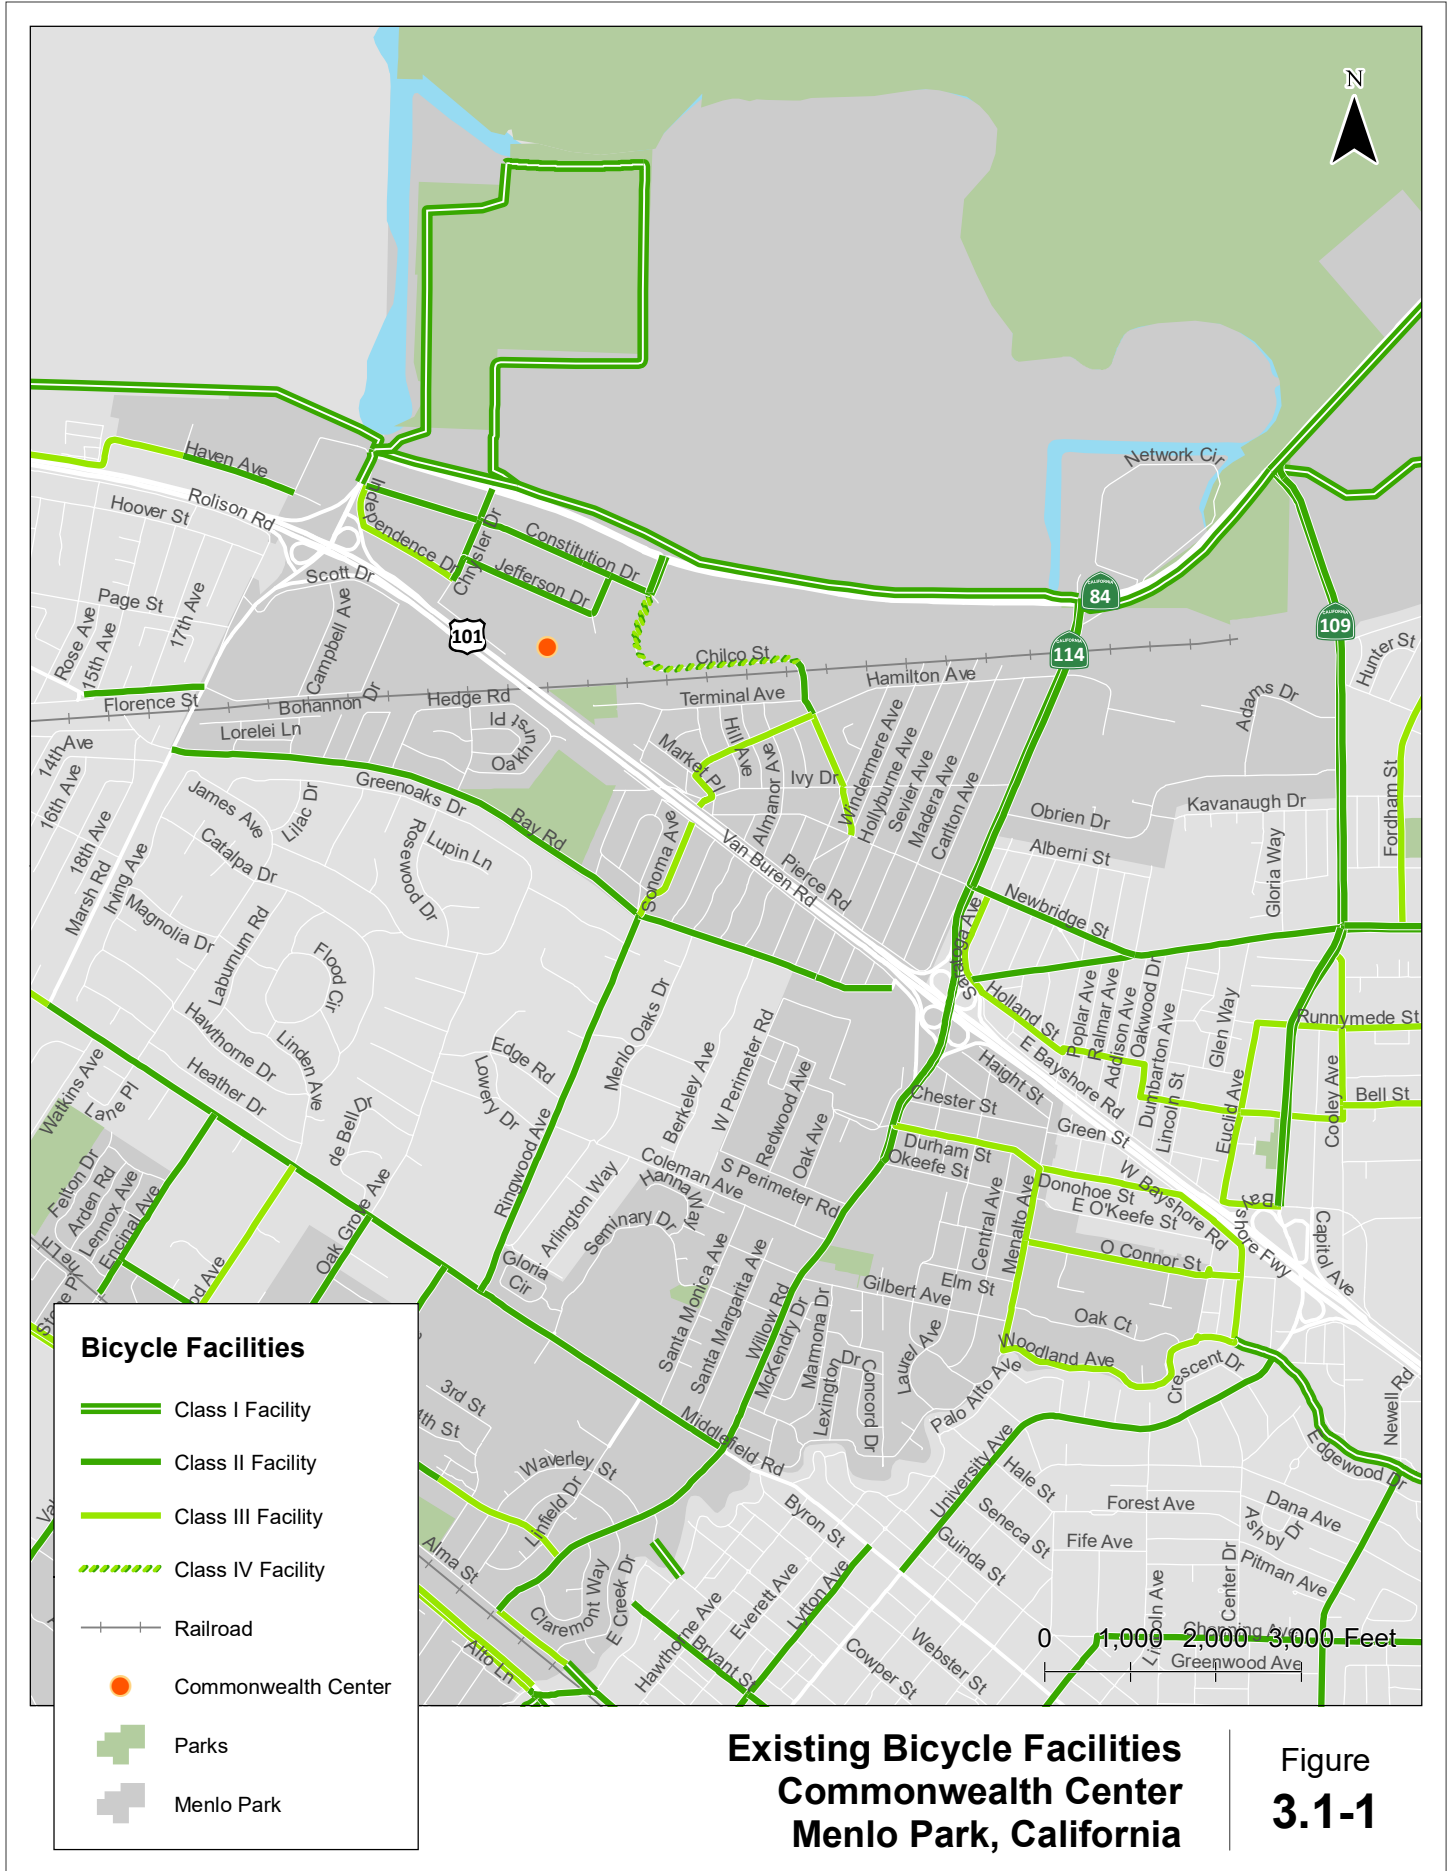 N
Haven Ave
Rolison Rd
Hoover St
Independence Dr
Chrysler Dr
Constitution Dr
Jefferson Dr
Network Cir
Scott Dr
Page St
17th Ave
Rose Ave
15th Ave
Campbell Ave
101
CALIFORNIA
84
CALIFORNIA
114
CALIFORNIA
109
Hunter St
Chilco St
Florence St
Bohannon Dr
Hedge Rd
Terminal Ave
Hamilton Ave
Adams Dr
14th Ave
16th Ave
Lorelei Ln
Oakhurst Pl
Market Pl
Hill Ave
Almanor Ave
Ivy Dr
Windermere Ave
Hollyburne Ave
Sevier Ave
Madera Ave
Carlton Ave
Greenoaks Dr
Bay Rd
James Ave
Lilac Dr
Catalpa Dr
Rosewood Dr
Lupin Ln
Obrien Dr
Kavanaugh Dr
Fordham St
Alberni St
Gloria Way
18th Ave
Marsh Rd
Irving Ave
Magnolia Dr
Laburnum Rd
Flood Cir
Sonoma Ave
Van Buren Rd
Pierce Rd
Newbridge St
Saratoga Ave
Hawthorne Dr
Heather Dr
Linden Ave
de Bell Dr
Edge Rd
Lowery Dr
Menlo Oaks Dr
Berkeley Ave
W Perimeter Rd
Redwood Ave
Oak Ave
Holland St
E Bayshore Rd
Haight St
Poplar Ave
Ralmar Ave
Addison Ave
Oakwood Dr
Dumbarton Ave
Lincoln St
Glen Way
Euclid Ave
Runnymede St
Cooley Ave
Bell St
Watkins Ave
Lane Pl
Felton Dr
Arden Rd
Lennox Ave
Encinal Ave
Oak Grove Ave
Ringwood Ave
Arlington Way
Coleman Ave
Hanna Way
Seminary Dr
S Perimeter Rd
Chester St
Green St
Durham St
Okeefe St
Donohoe St
E O'Keefe St
W Bayshore Rd
Bayshore Fwy
Capitol Ave
O Connor St
Menalto Ave
Central Ave
Elm St
Gilbert Ave
Gloria Cir
Santa Monica Ave
Santa Margarita Ave
Willow Rd
McKendry Dr
Marmona Dr
Lexington Dr
Concord Dr
Laurel Ave
Oak Ct
Woodland Ave
Crescent Dr
Palo Alto Ave
Newell Rd
Edgewood Dr
Middlefield Rd
3rd St
4th St
Waverley St
Linfield Dr
Alma St
Claremont Way
E Creek Dr
Alto Ln
University Ave
Hale St
Seneca St
Guinda St
Forest Ave
Fife Ave
Dana Ave
Ashby Dr
Pitman Ave
Center Dr
Lincoln Ave
Channing Ave
Greenwood Ave
Byron St
Lytton Ave
Everett Ave
Hawthorne Ave
Bryant St
Cowper St
Webster St
0 1,000 2,000 3,000 Feet
Bicycle Facilities
Class I Facility
Class II Facility
Class III Facility
Class IV Facility
Railroad
Commonwealth Center
Parks
Menlo Park
Existing Bicycle Facilities
Commonwealth Center
Menlo Park, California
Figure
3.1-1